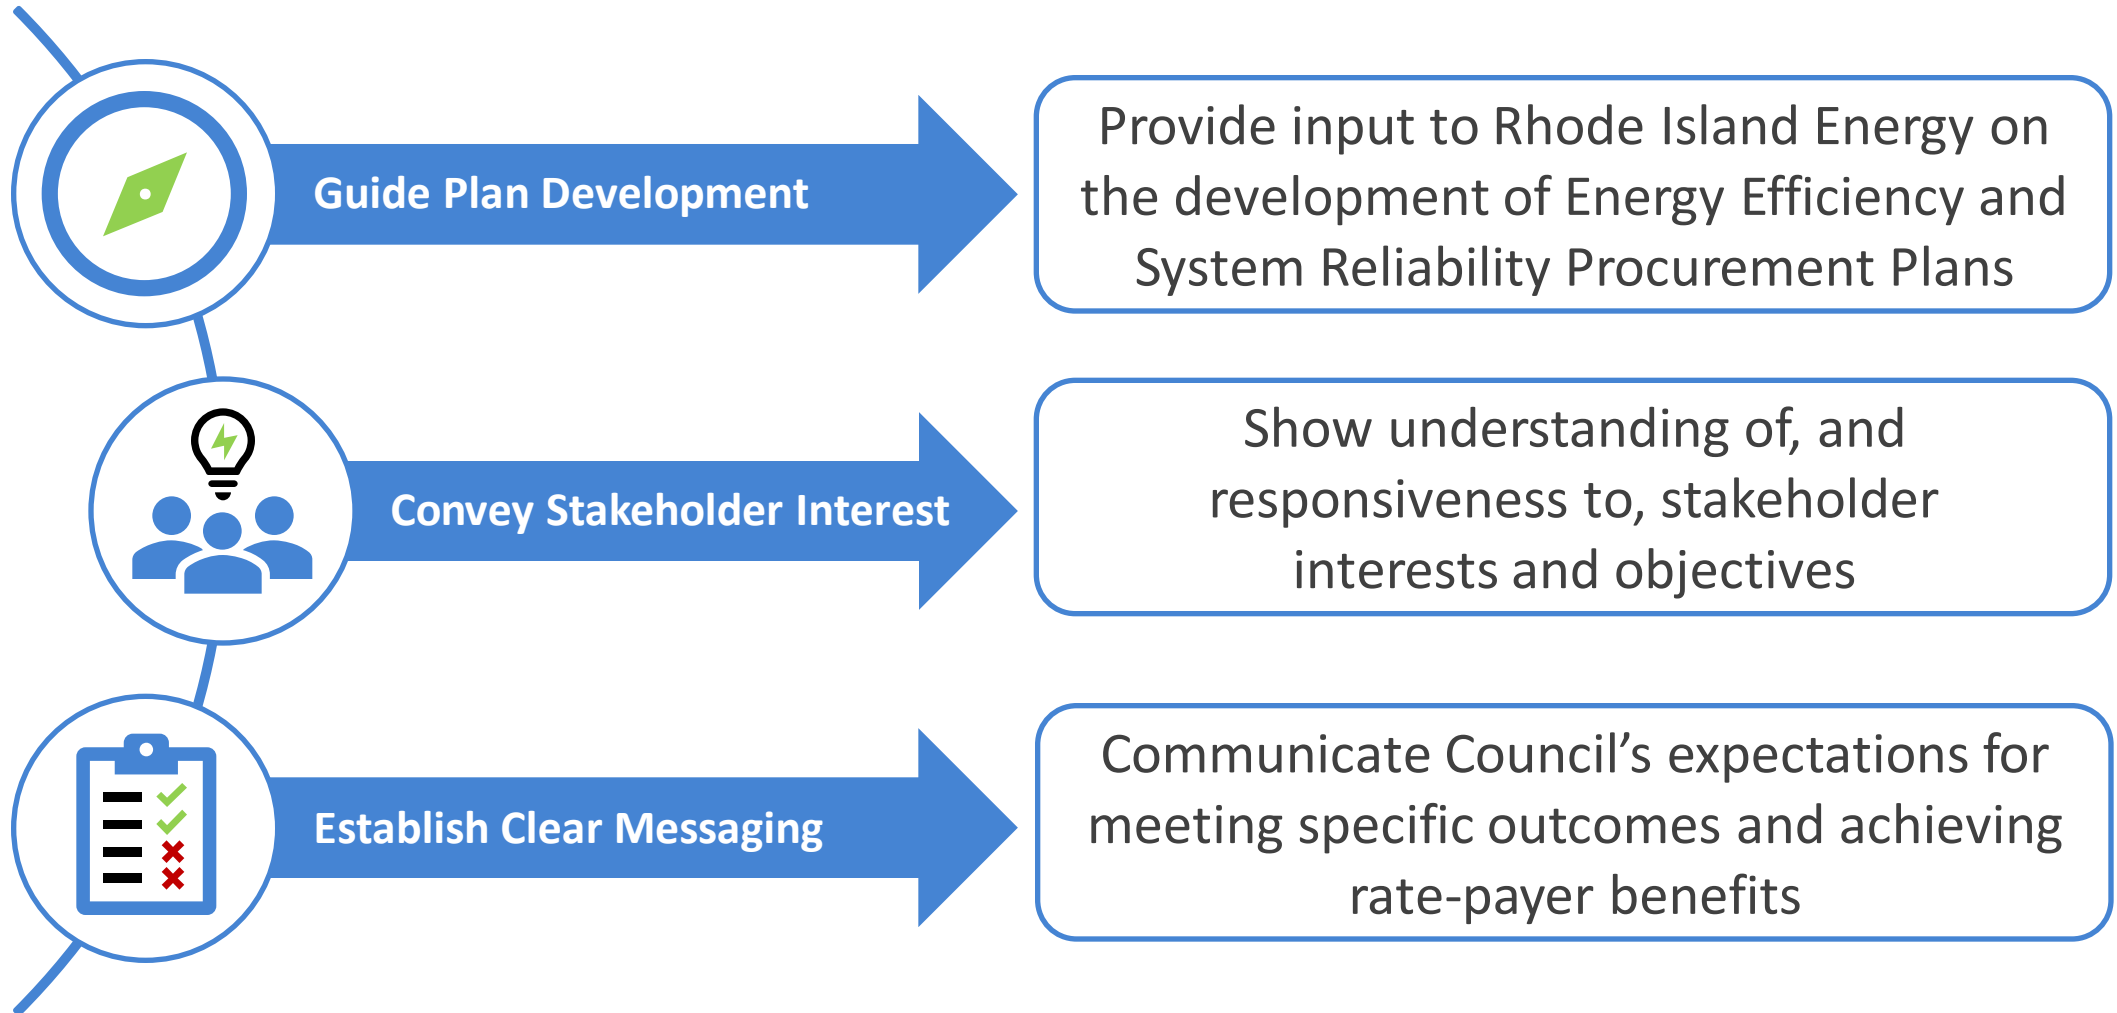 Guide Plan Development
Provide input to Rhode Island Energy on
the development of Energy Efficiency and
System Reliability Procurement Plans
Convey Stakeholder Interest
Show understanding of, and
responsiveness to, stakeholder
interests and objectives
Establish Clear Messaging
Communicate Council’s expectations for
meeting specific outcomes and achieving
rate-payer benefits